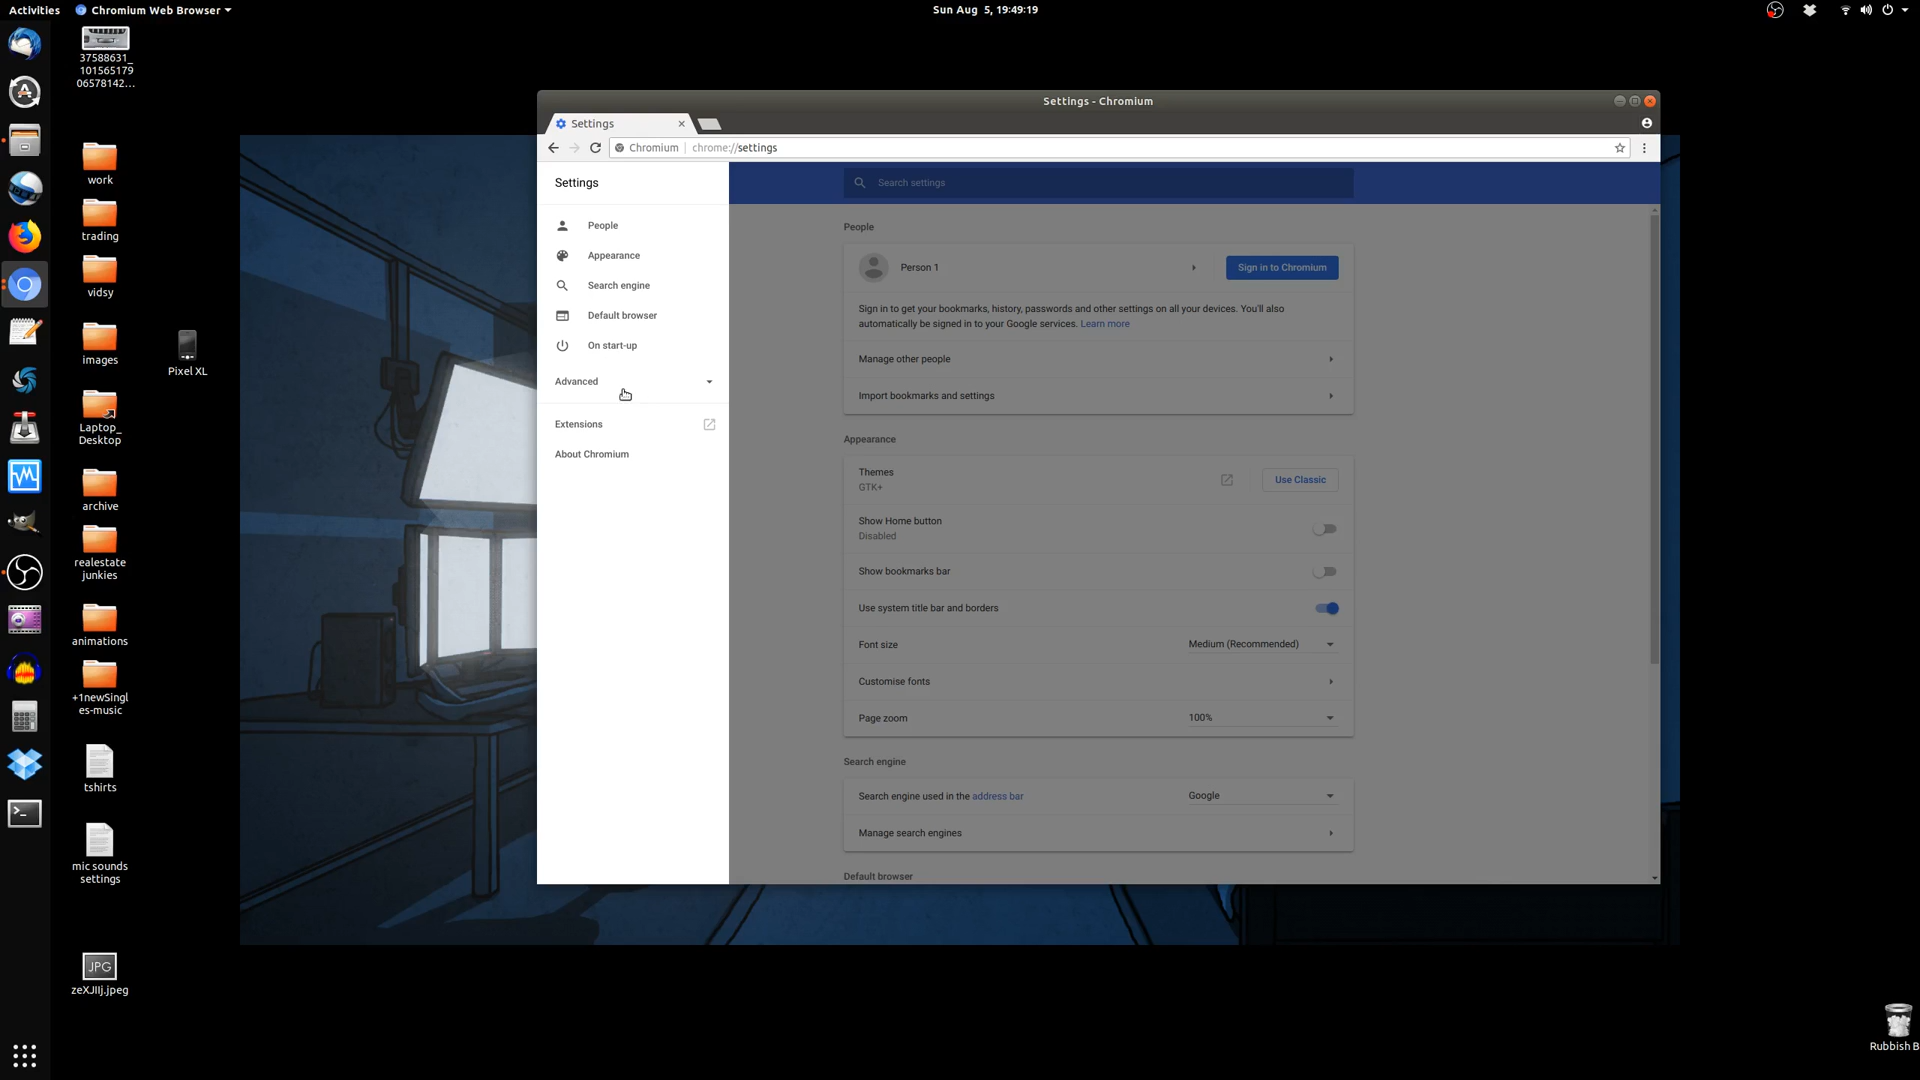 Activities
Chromium Web Browser
Sun Aug 5, 19:49:19
37588631_
101565179
06578142...
work
trading
vidsy
images
Pixel XL
Laptop_
Desktop
archive
realestate
junkies
animations
+1newSingl
es-music
tshirts
mic sounds
settings
JPG
zeXJIIj.jpeg
Rubbish B
Settings - Chromium
Settings
Chromium
chrome://settings
Settings
Search settings
People
Appearance
Search engine
Default browser
On start-up
Advanced
Extensions
About Chromium
People
Person 1
Sign in to Chromium
Sign in to get your bookmarks, history, passwords and other settings on all your devices. You'll also
automatically be signed in to your Google services. Learn more
Manage other people
Import bookmarks and settings
Appearance
Themes
GTK+
Use Classic
Show Home button
Disabled
Show bookmarks bar
Use system title bar and borders
Font size
Medium (Recommended)
Customise fonts
Page zoom
100%
Search engine
Search engine used in the address bar
Google
Manage search engines
Default browser